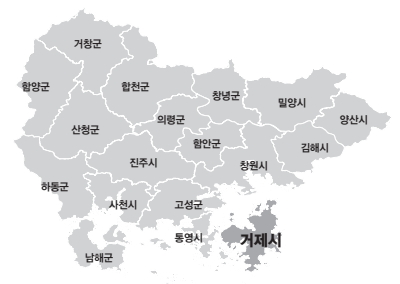 거창군
함양군
합천군
창녕군
밀양시
의령군
양산시
산청군
함안군
김해시
진주시
창원시
하동군
사천시
고성군
통영시
거제시
남해군